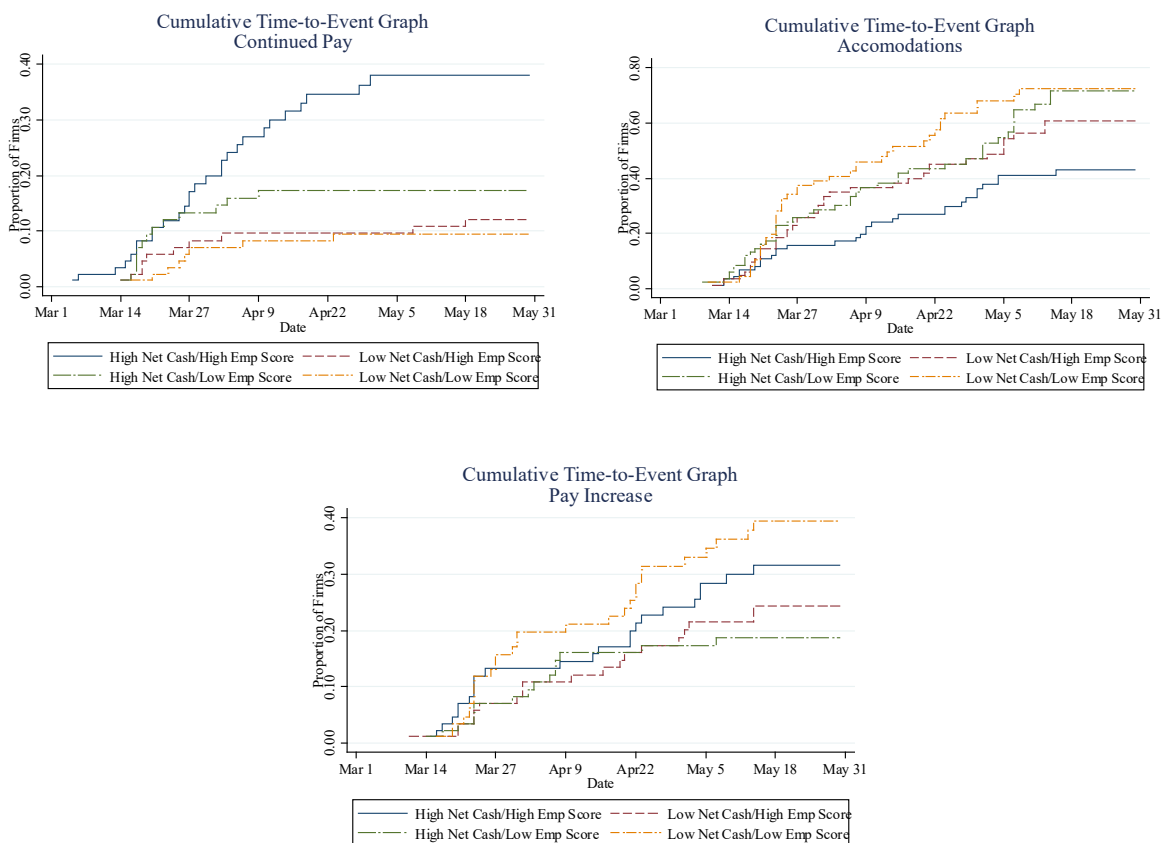 Cumulative Time-to-Event Graph
Continued Pay
Proportion of Firms
0.40
0.30
0.20
0.10
0.00
Mar 1 Mar 14 Mar 27 Apr 9 Apr22 May 5 May 18 May 31
Date
High Net Cash/High Emp Score Low Net Cash/High Emp Score
High Net Cash/Low Emp Score Low Net Cash/Low Emp Score
Cumulative Time-to-Event Graph
Accomodations
Proportion of Firms
0.80
0.60
0.40
0.20
0.00
Mar 1 Mar 14 Mar 27 Apr 9 Apr 22 May 5 May 18 May 31
Date
High Net Cash/High Emp Score Low Net Cash/High Emp Score
High Net Cash/Low Emp Score Low Net Cash/Low Emp Score
Cumulative Time-to-Event Graph
Pay Increase
Proportion of Firms
0.40
0.30
0.20
0.10
0.00
Mar 1 Mar 14 Mar 27 Apr 9 Apr22 May 5 May 18 May 31
Date
High Net Cash/High Emp Score Low Net Cash/High Emp Score
High Net Cash/Low Emp Score Low Net Cash/Low Emp Score